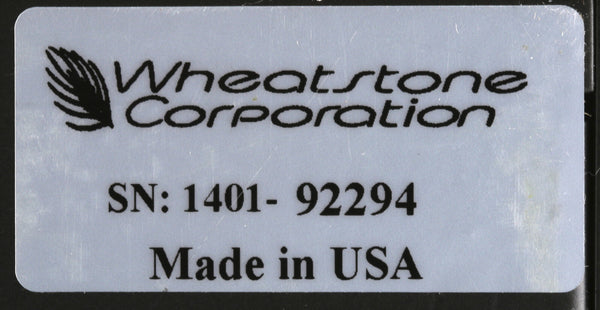 Wheatstone
Corporation
SN: 1401- 92294
Made in USA